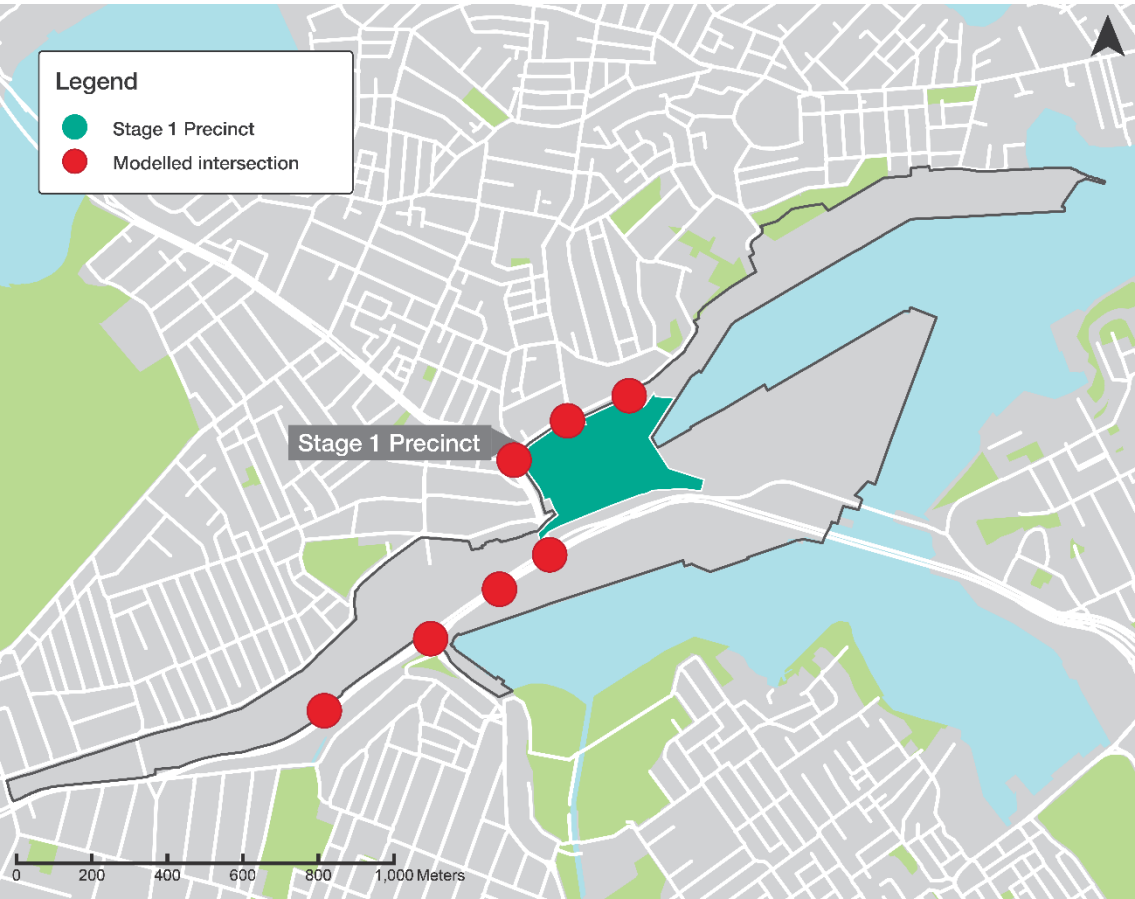 Legend
Stage 1 Precinct
Modelled intersection
Stage 1 Precinct
0 200 400 600 800 1,000 Meters